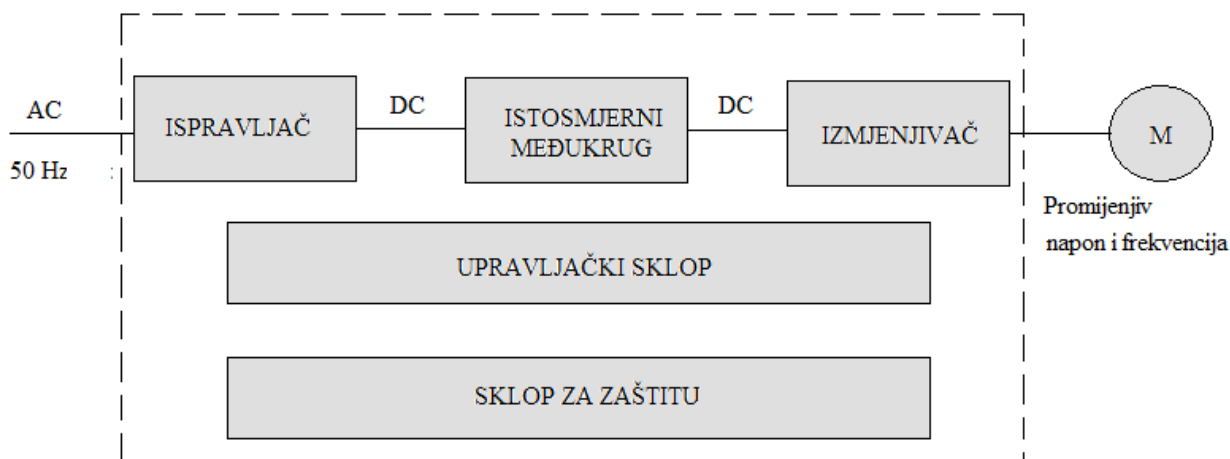 AC
50 Hz :
ISPRAVLJAČ
DC
ISTOSMJERNI
MEĐUKRUG
DC
IZMJENJIVAČ
M
Promijenjiv
napon i frekvencija
UPRAVLJAČKI SKLOP
SKLOP ZA ZAŠTITU